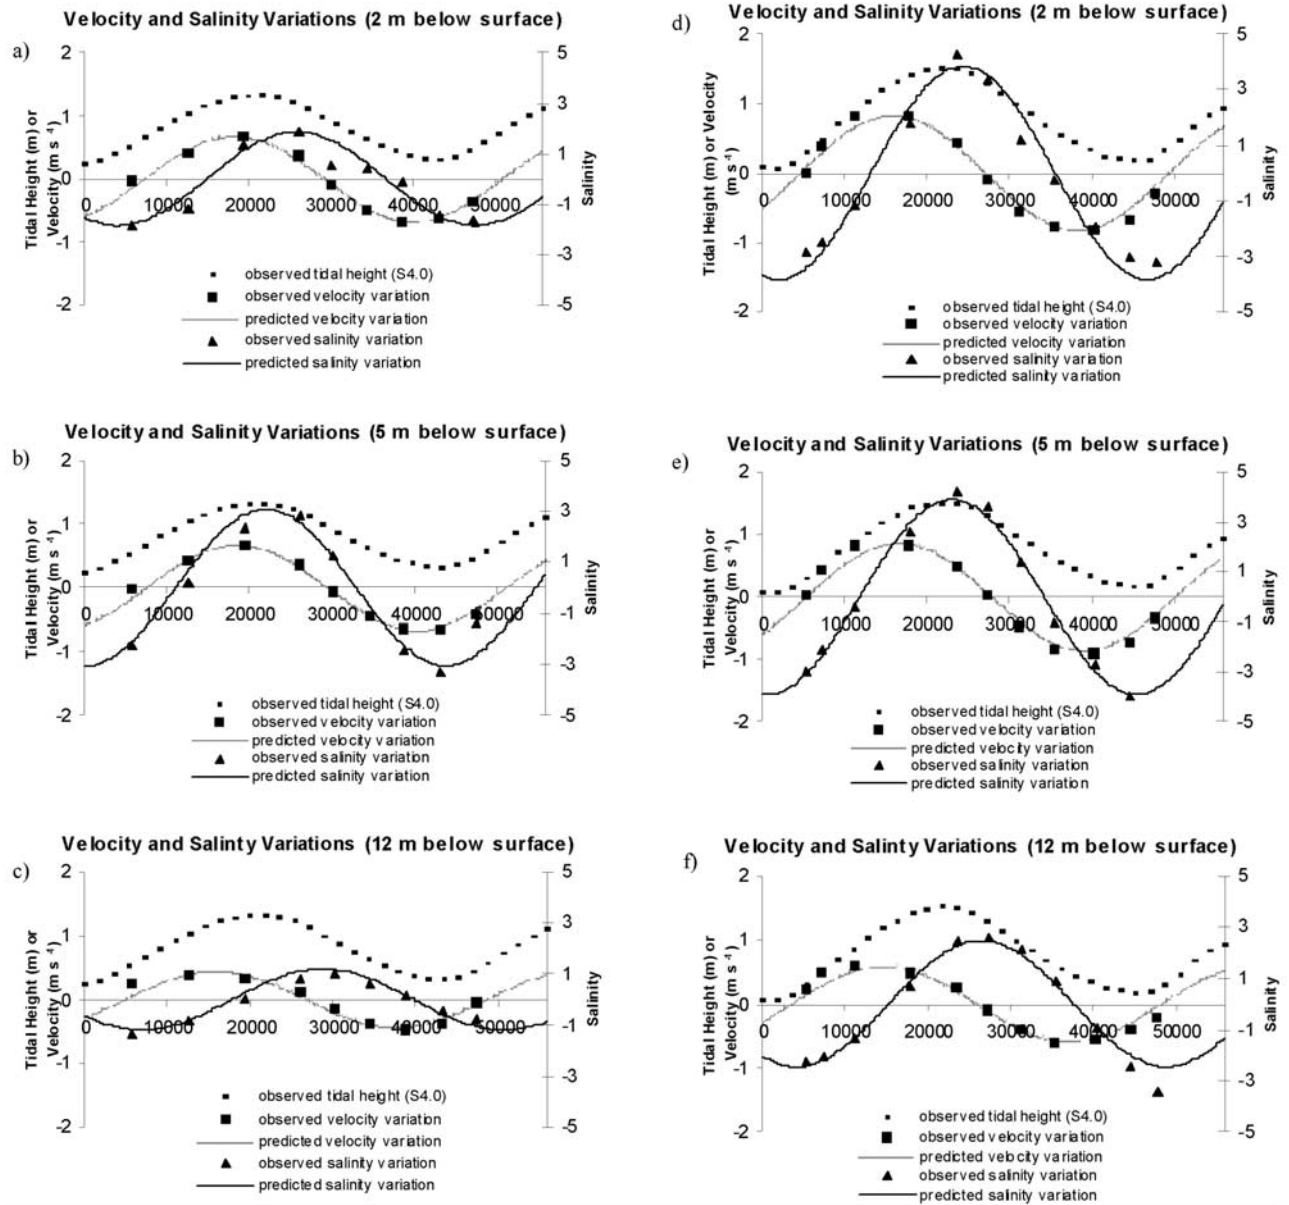 a)
Velocity and Salinity Variations (2 m below surface)
2
1
0
-1
-2
Tidal Height (m) or
Velocity (m s -1)
0
10000
20000
30000
40000
50000
5
3
1
-1
-3
-5
Salinity
observed tidal height (S4.0)
observed velocity variation
predicted velocity variation
observed salinity variation
predicted salinity variation
b)
Velocity and Salinity Variations (5 m below surface)
2
1
0
-1
-2
Tidal Height (m) or
Velocity (m s -1)
0
10000
20000
30000
40000
50000
5
3
1
-1
-3
-5
Salinity
observed tidal height (S4.0)
observed velocity variation
predicted velocity variation
observed salinity variation
predicted salinity variation
c)
Velocity and Salinty Variations (12 m below surface)
2
1
0
-1
-2
Tidal Height (m) or
Velocity (m s -1)
0
10000
20000
30000
40000
50000
5
3
1
-1
-3
-5
Salinity
observed tidal height (S4.0)
observed velocity variation
predicted velocity variation
observed salinity variation
predicted salinity variation
d)
Velocity and Salinity Variations (2 m below surface)
2
1
0
-1
-2
Tidal Height (m) or Velocity
(m s -1)
0
10000
20000
30000
40000
50000
5
3
1
-1
-3
-5
Salinity
observed tidal height (S4.0)
observed velocity variation
predicted velocity variation
observed salinity variation
predicted salinity variation
e)
Velocity and Salinity Variations (5 m below surface)
2
1
0
-1
-2
Tidal Height (m) or
Velocity (m s -1)
0
10000
20000
30000
40000
50000
5
3
1
-1
-3
-5
Salinity
observed tidal height (S4.0)
observed velocity variation
predicted velocity variation
observed salinity variation
predicted salinity variation
f)
Velocity and Salinty Variations (12 m below surface)
2
1
0
-1
-2
Tidal Height (m) or
Velocity (m s -1)
0
10000
20000
30000
40000
50000
5
3
1
-1
-3
-5
Salinity
observed tidal height (S4.0)
observed velocity variation
predicted velocity variation
observed salinity variation
predicted salinity variation